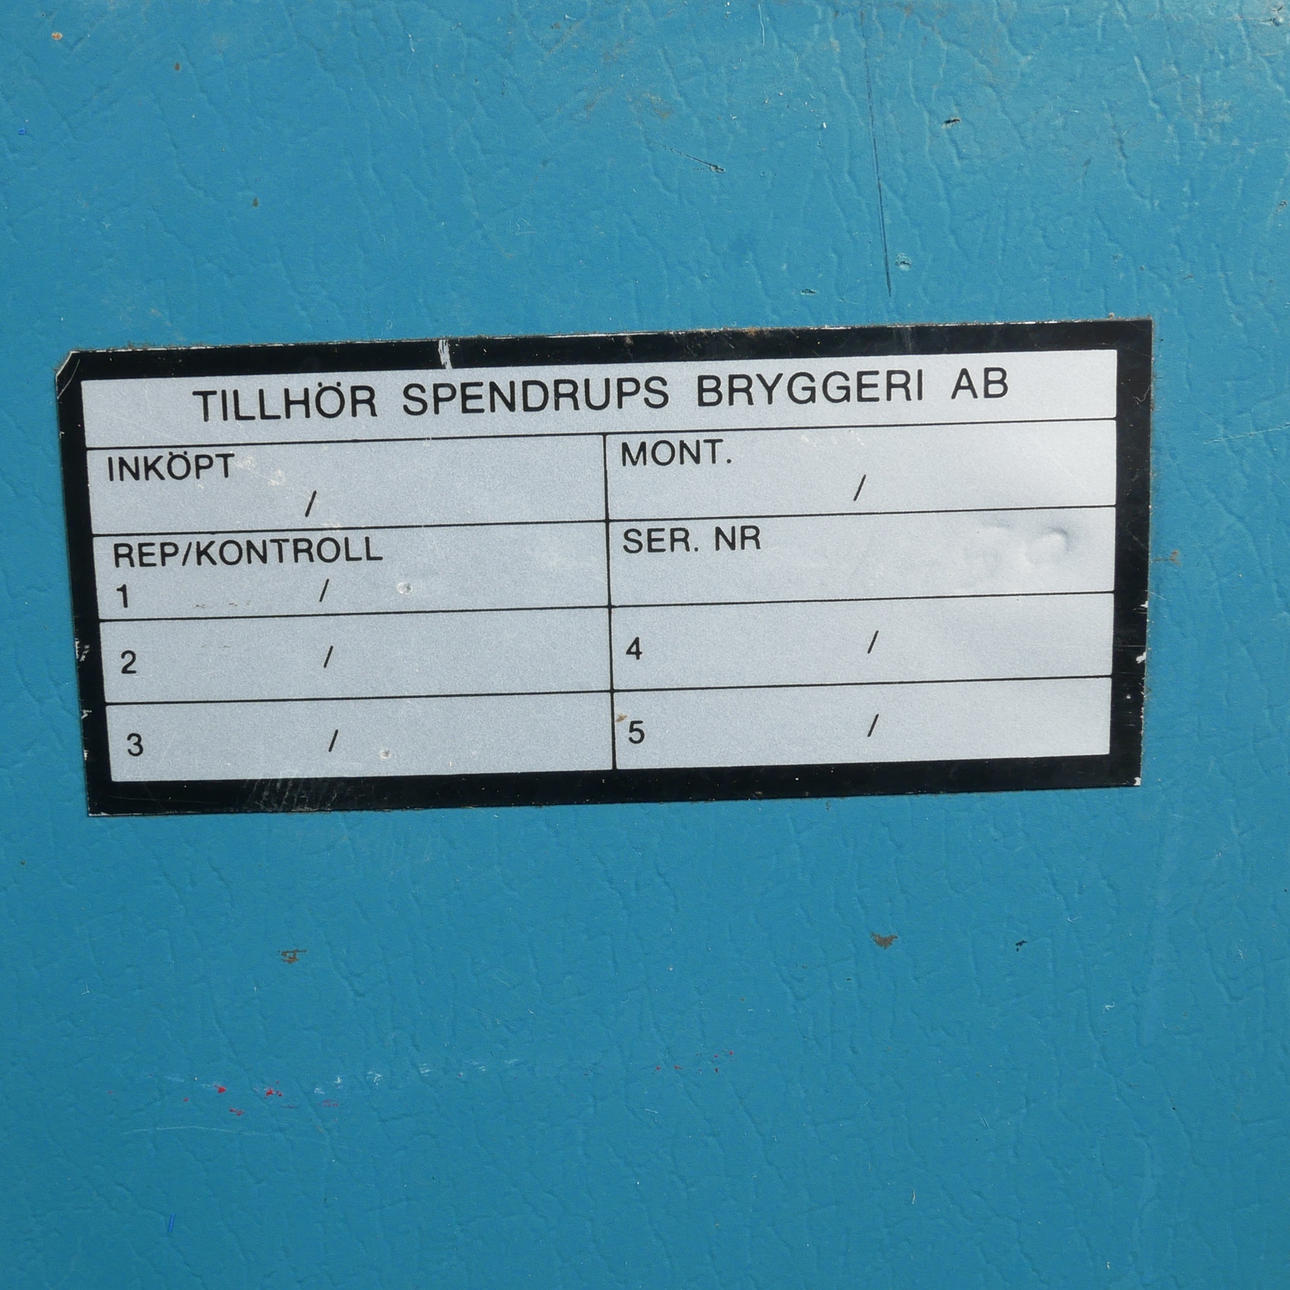 TILLHÖR SPENDRUPS BRYGGERI AB
INKÖPT
/
MONT.
/
REP/KONTROLL
1 /
SER. NR
2 /
4 /
3 /
5 /